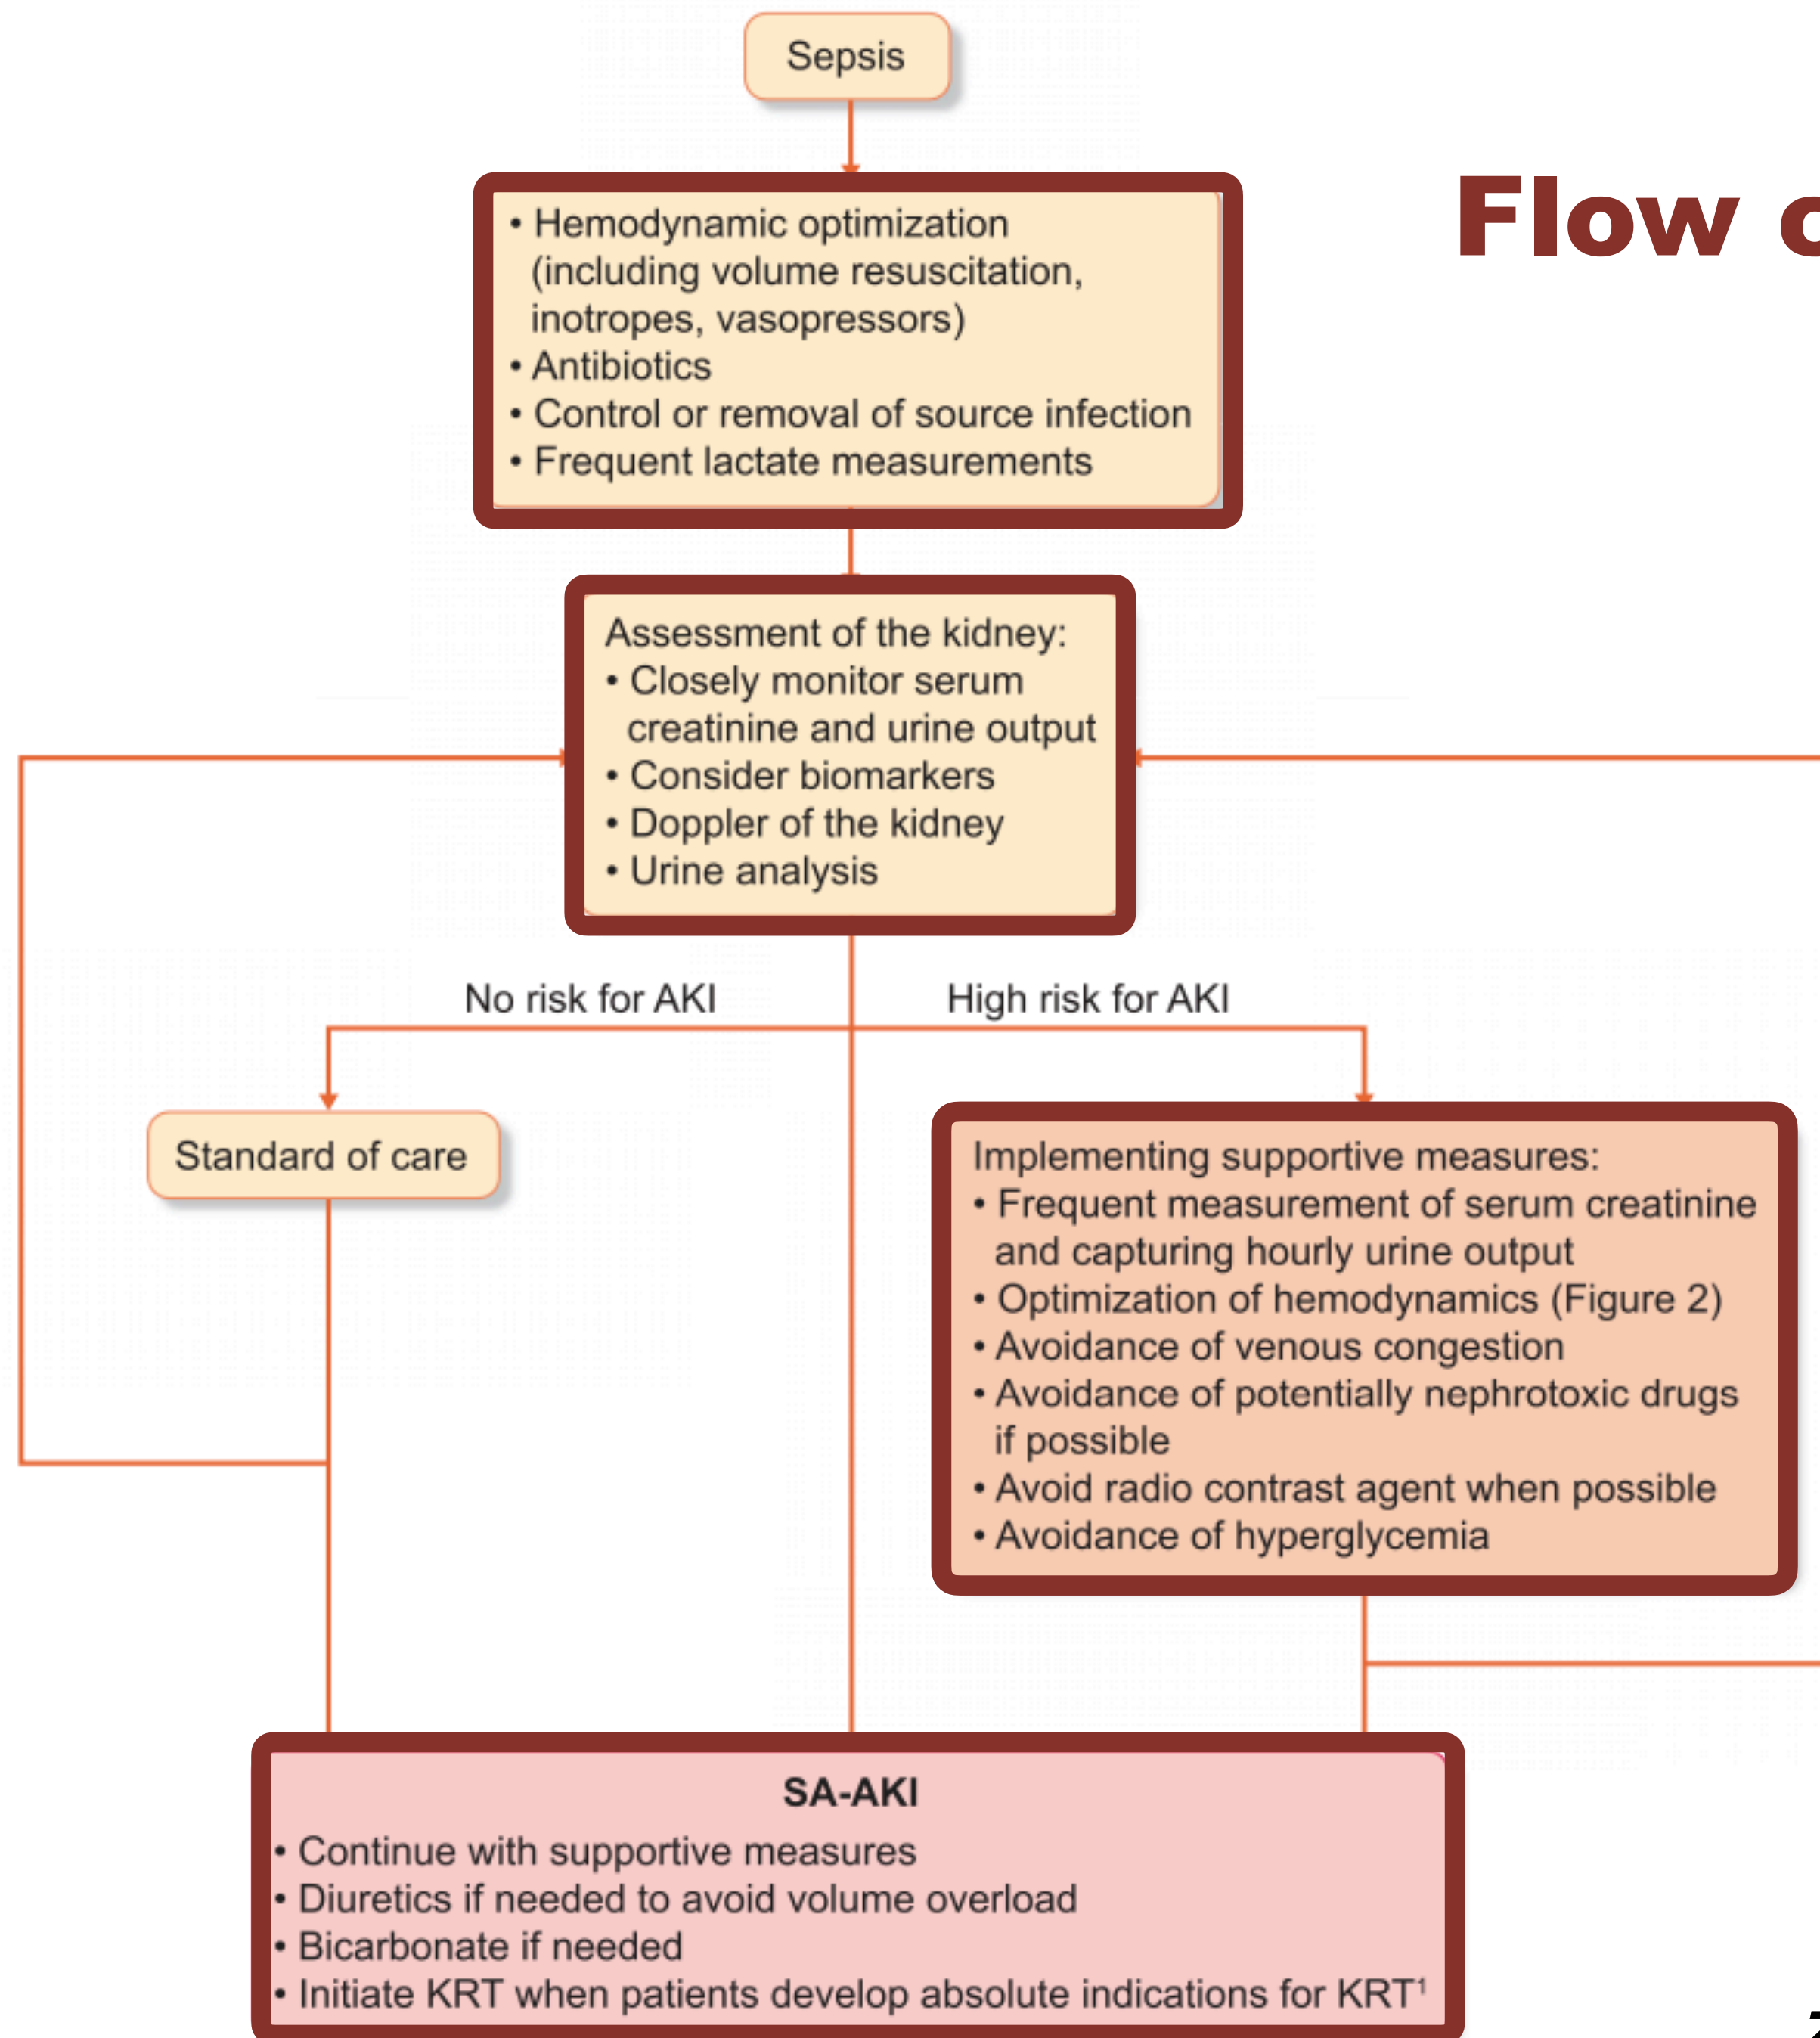 Sepsis
Flow
• Hemodynamic optimization
(including volume resuscitation,
inotropes, vasopressors)
• Antibiotics
• Control or removal of source infection
• Frequent lactate measurements
Assessment of the kidney:
• Closely monitor serum
creatinine and urine output
• Consider biomarkers
• Doppler of the kidney
• Urine analysis
No risk for AKI
High risk for AKI
Standard of care
Implementing supportive measures:
• Frequent measurement of serum creatinine
and capturing hourly urine output
• Optimization of hemodynamics (Figure 2)
• Avoidance of venous congestion
• Avoidance of potentially nephrotoxic drugs
if possible
• Avoid radio contrast agent when possible
• Avoidance of hyperglycemia
SA-AKI
• Continue with supportive measures
• Diuretics if needed to avoid volume overload
• Bicarbonate if needed
• Initiate KRT when patients develop absolute indications for KRT¹